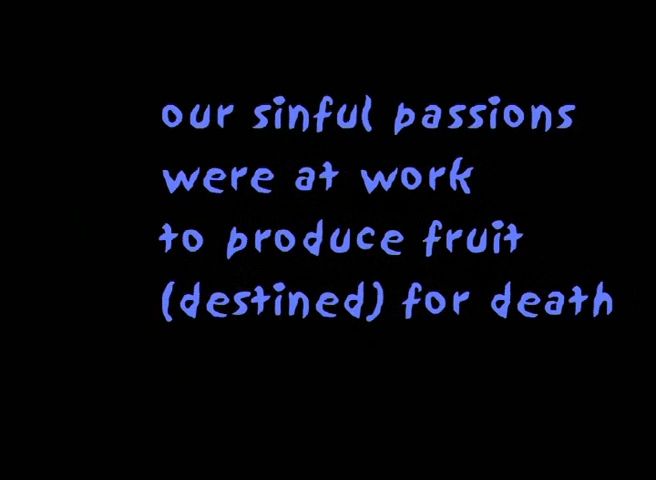 our sinful passions
were at work
to produce fruit
(destined) for death